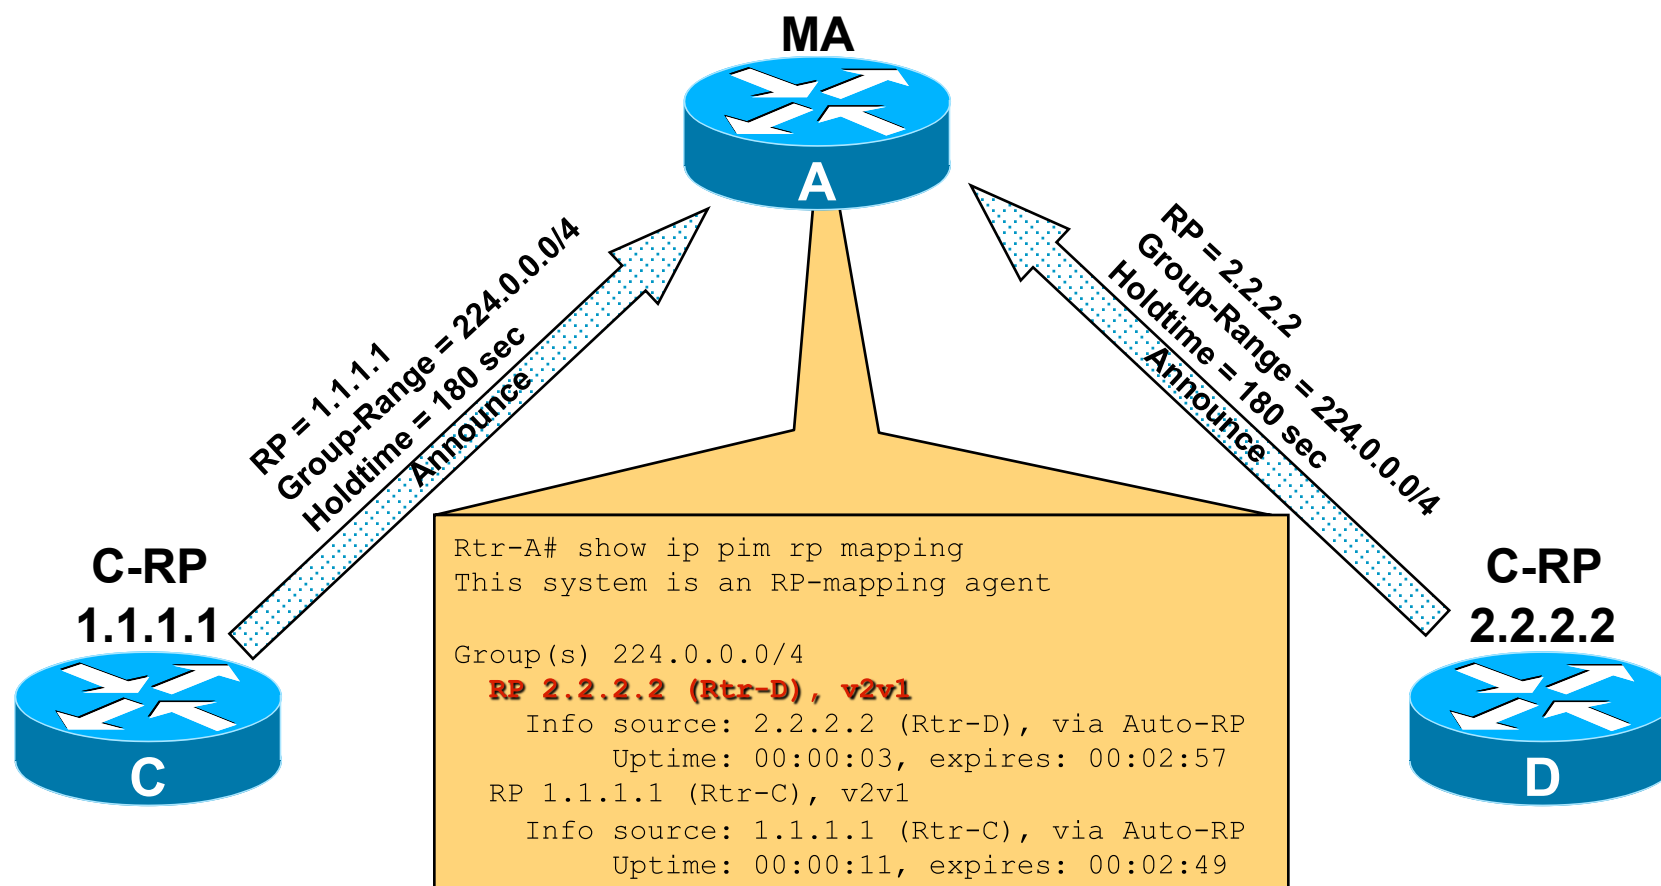 MA
A
RP = 1.1.1.1
Group-Range = 224.0.0.0/4
Holdtime = 180 sec
Announce
RP = 2.2.2.2
Group-Range = 224.0.0.0/4
Holdtime = 180 sec
Announce
C-RP
1.1.1.1
C
C-RP
2.2.2.2
D
Rtr-A# show ip pim rp mapping
This system is an RP-mapping agent
Group(s) 224.0.0.0/4
RP 2.2.2.2 (Rtr-D), v2v1
Info source: 2.2.2.2 (Rtr-D), via Auto-RP
Uptime: 00:00:03, expires: 00:02:57
RP 1.1.1.1 (Rtr-C), v2v1
Info source: 1.1.1.1 (Rtr-C), via Auto-RP
Uptime: 00:00:11, expires: 00:02:49